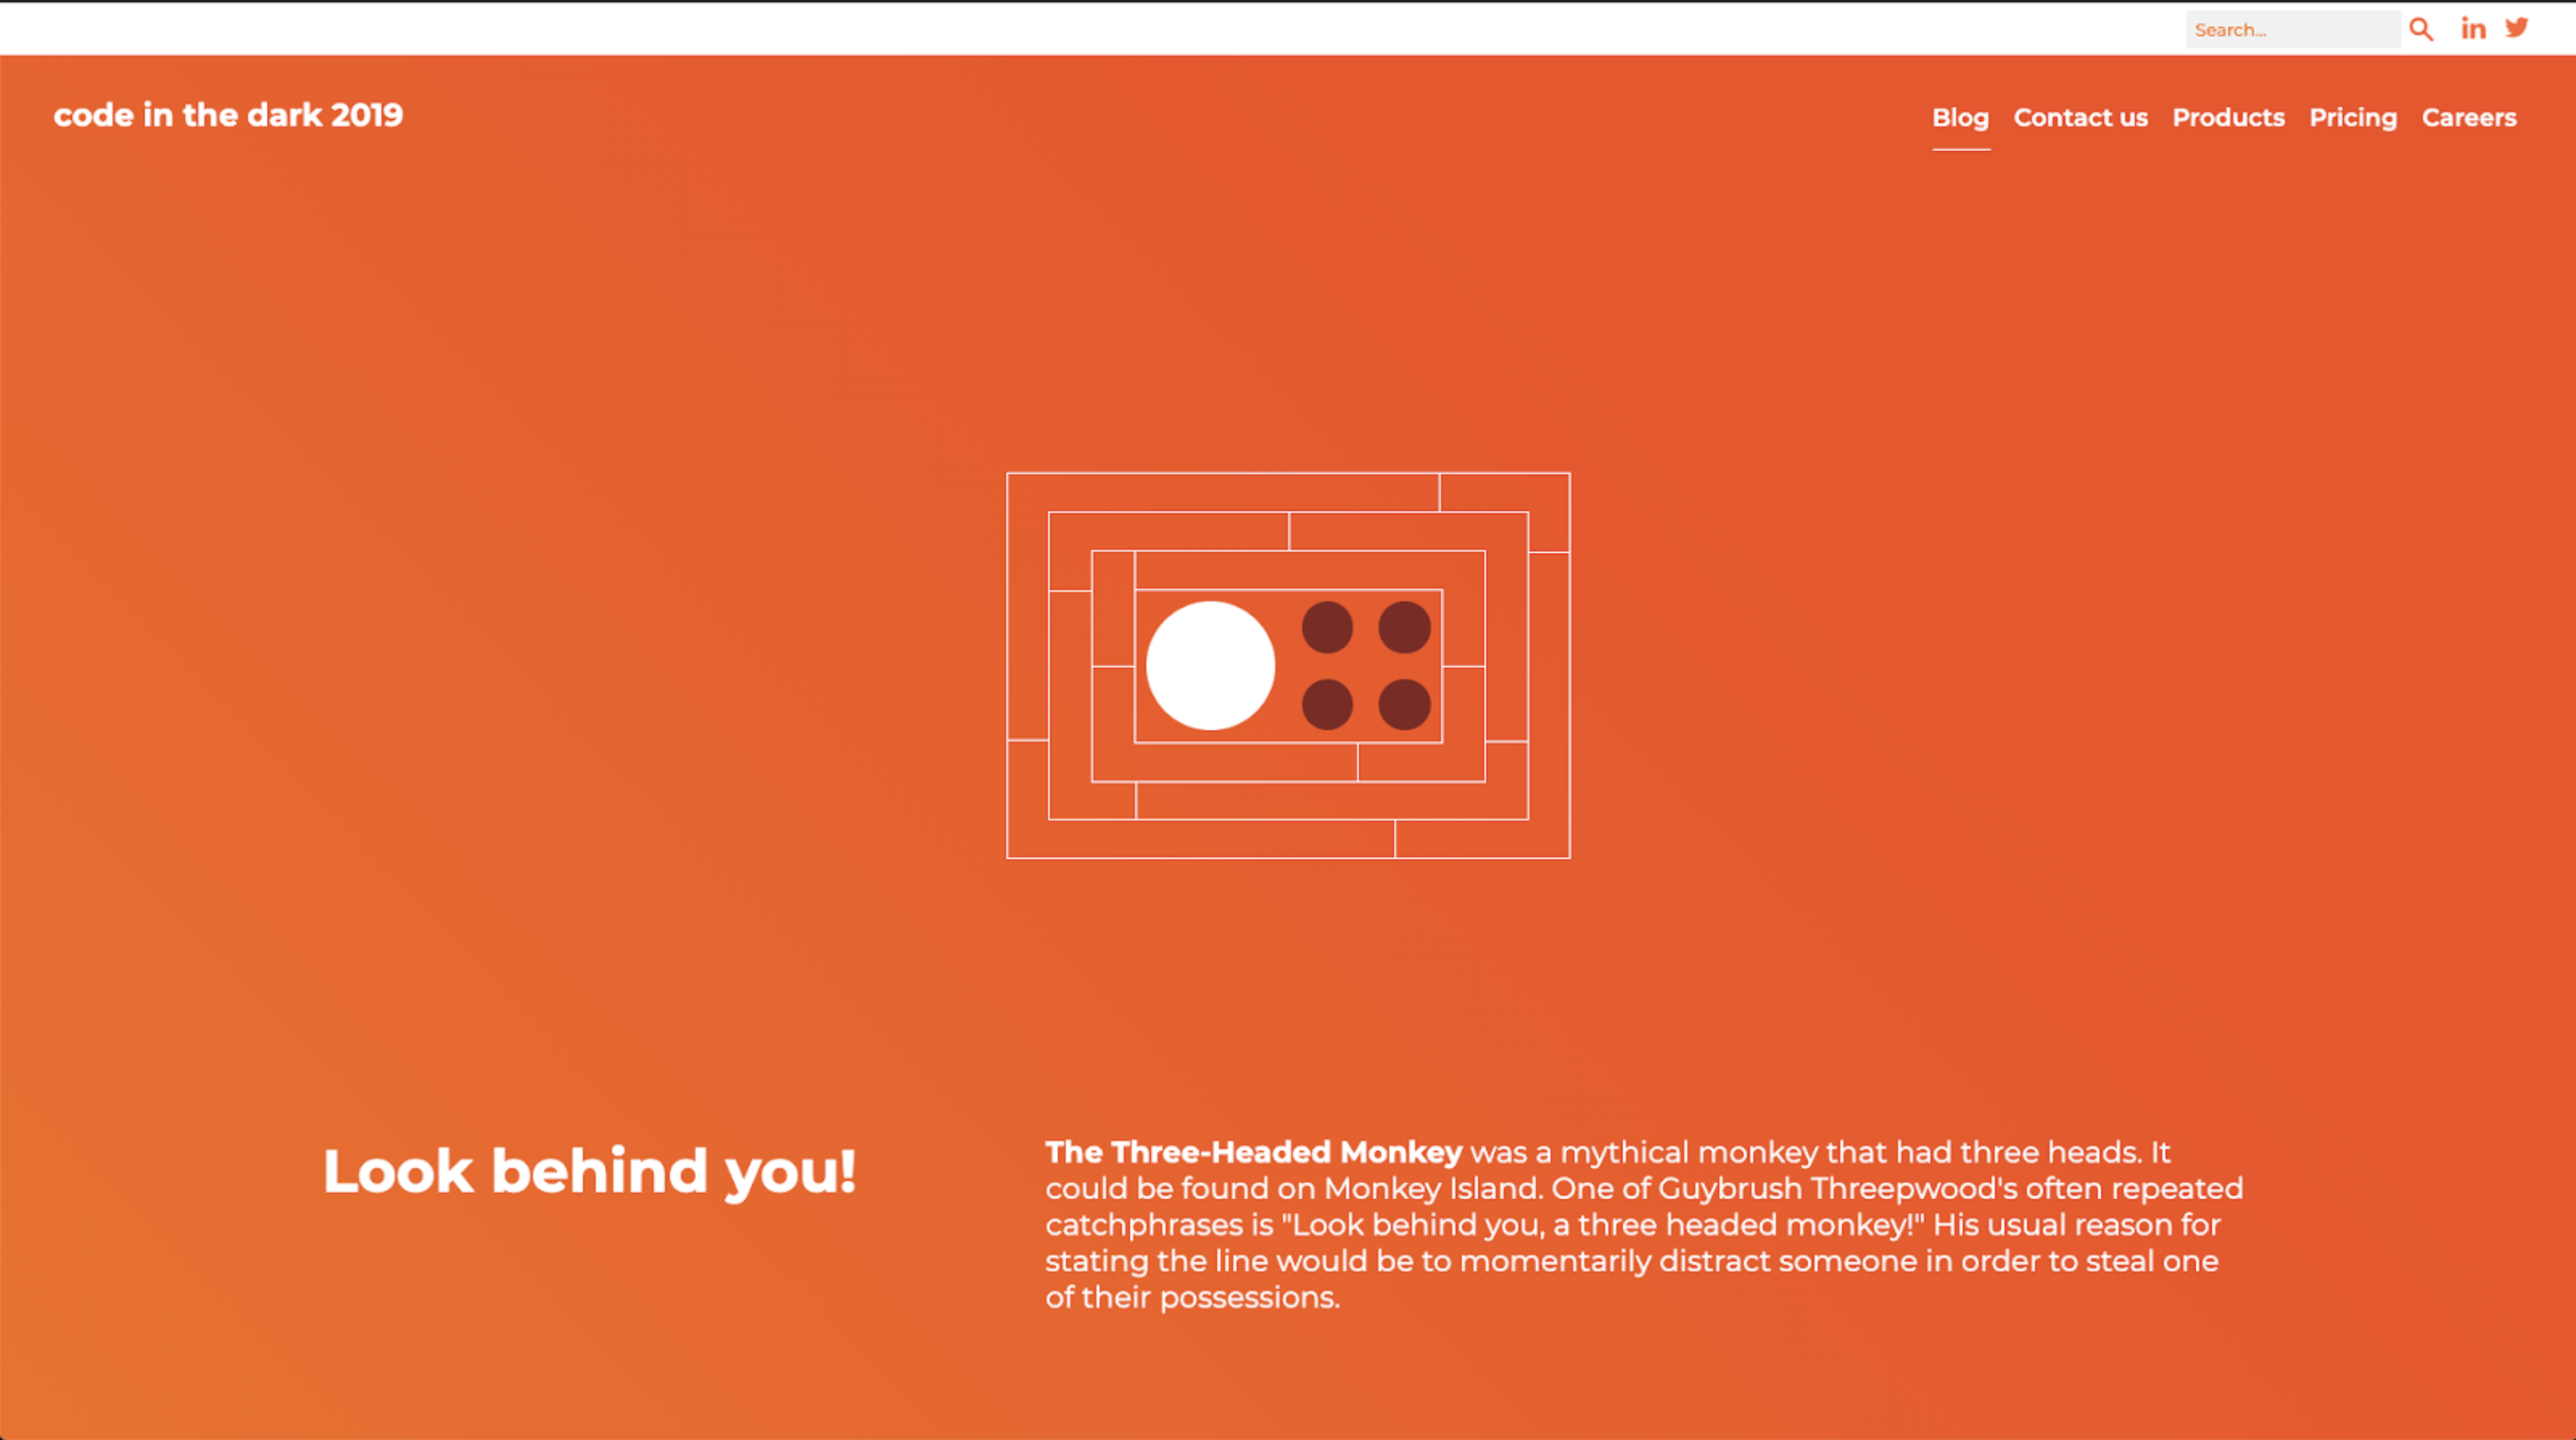 Search...
in
code in the dark 2019
Blog Contact us Products Pricing Careers
Look behind you!
The Three-Headed Monkey was a mythical monkey that had three heads. It
could be found on Monkey Island. One of Guybrush Threepwood's often repeated
catchphrases is "Look behind you, a three headed monkey!" His usual reason for
stating the line would be to momentarily distract someone in order to steal one
of their possessions.